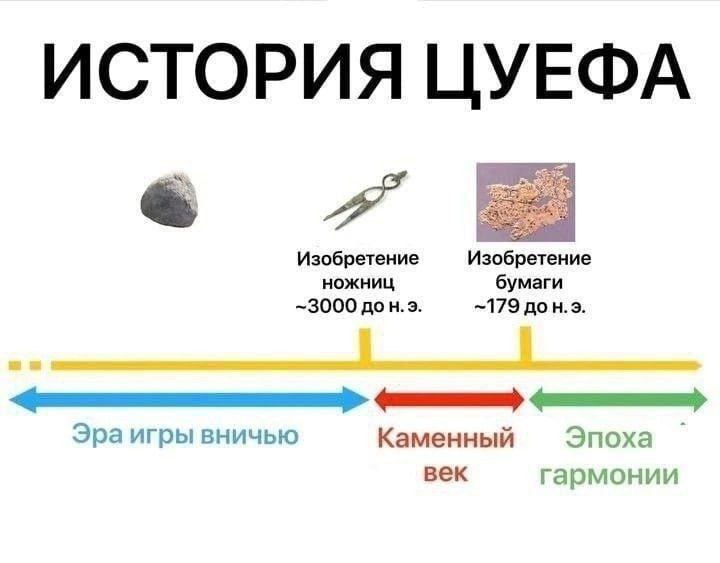 ИСТОРИЯ ЦУЕФА
Изобретение
ножниц
~3000 до н. э.
Изобретение
бумаги
~179 до н. э.
Эра игры вничью
Каменный
век
Эпоха
гармонии